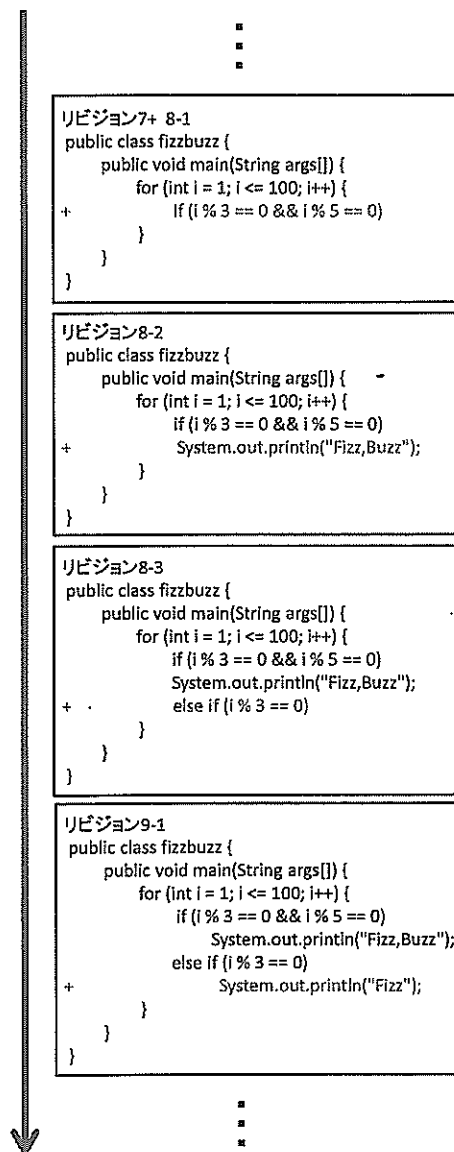 リビジョン7+ 8-1
public class fizzbuzz {
public void main(String args[]) {
for (int i = 1; i <= 100; i++) {
+ if (i % 3 == 0 && i % 5 == 0)
}
}
}
リビジョン8-2
public class fizzbuzz {
public void main(String args[]) {
for (int i = 1; i <= 100; i++) {
if (i % 3 == 0 && i % 5 == 0)
+ System.out.println("Fizz,Buzz");
}
}
}
リビジョン8-3
public class fizzbuzz {
public void main(String args[]) {
for (int i = 1; i <= 100; i++) {
if (i % 3 == 0 && i % 5 == 0)
System.out.println("Fizz,Buzz");
+ else if (i % 3 == 0)
}
}
}
リビジョン9-1
public class fizzbuzz {
public void main(String args[]) {
for (int i = 1; i <= 100; i++) {
if (i % 3 == 0 && i % 5 == 0)
System.out.println("Fizz,Buzz");
else if (i % 3 == 0)
+ System.out.println("Fizz");
}
}
}